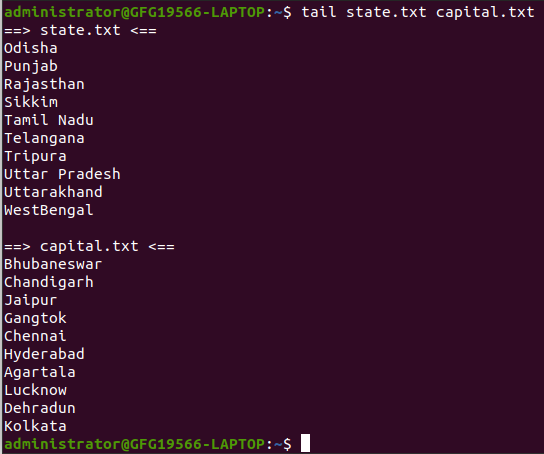 administrator@GFG19566-LAPTOP:~$ tail state.txt capital.txt
==> state.txt <==
Odisha
Punjab
Rajasthan
Sikkim
Tamil Nadu
Telangana
Tripura
Uttar Pradesh
Uttarakhand
WestBengal

==> capital.txt <==
Bhubaneswar
Chandigarh
Jaipur
Gangtok
Chennai
Hyderabad
Agartala
Lucknow
Dehradun
Kolkata
administrator@GFG19566-LAPTOP:~$